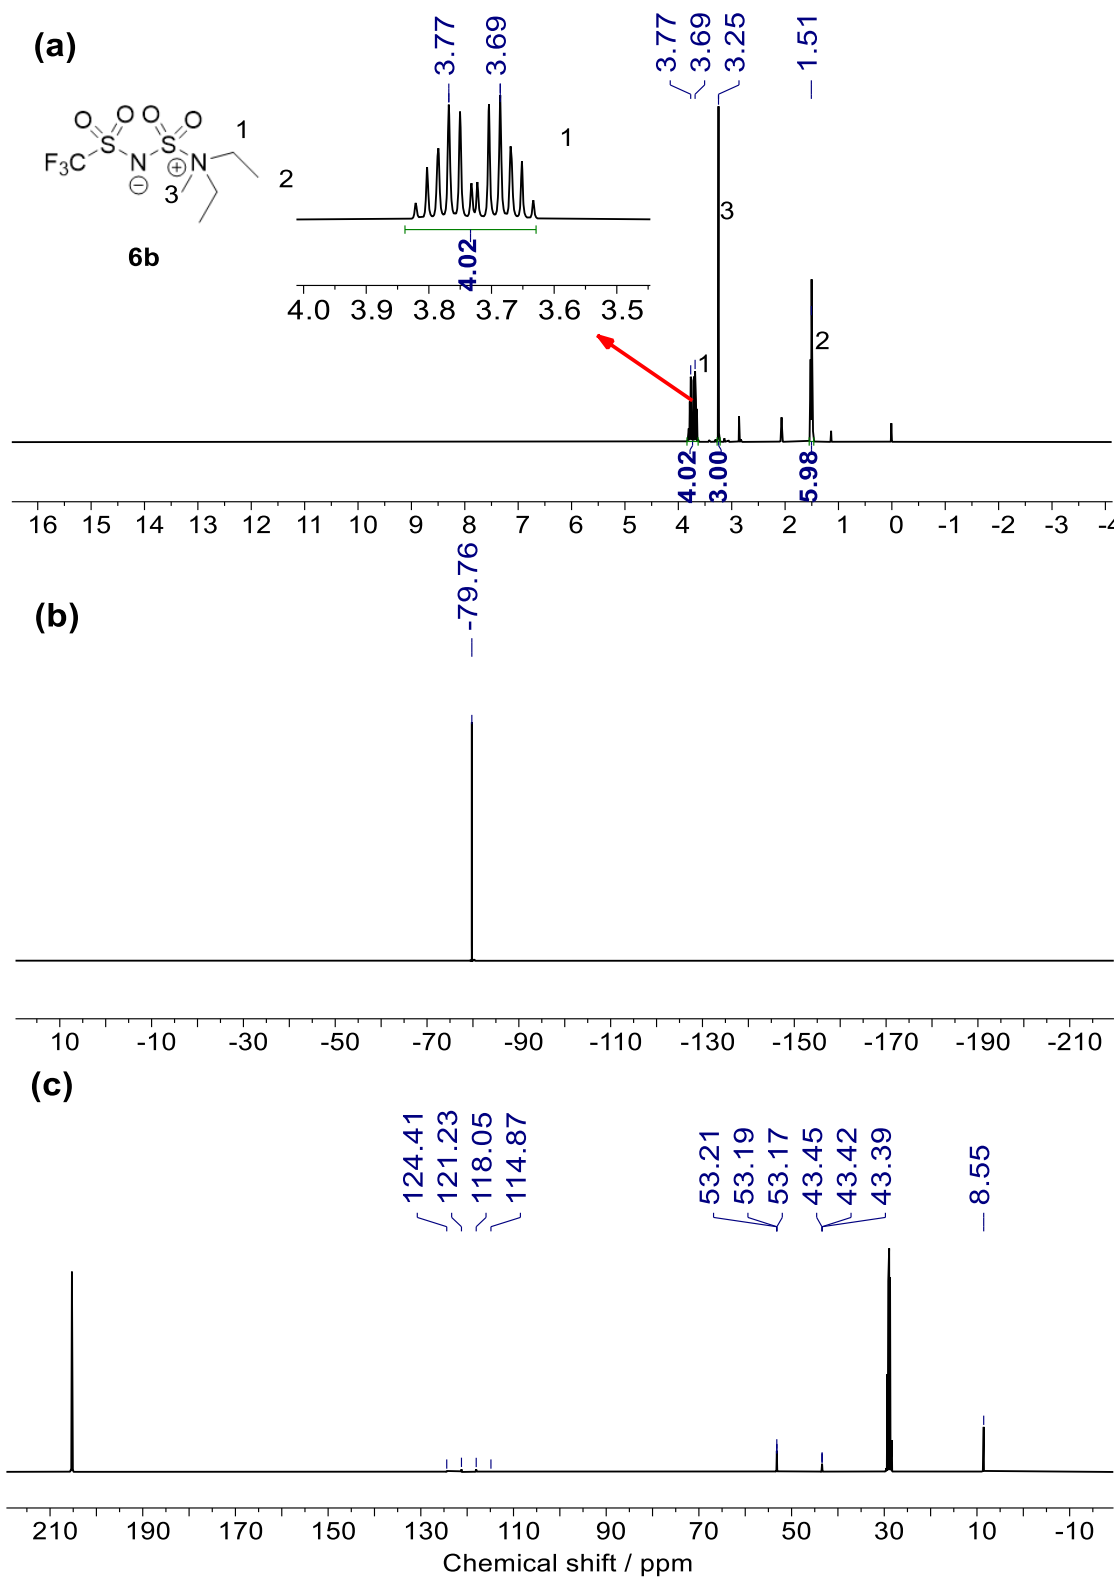 (a)
3.77
3.69
3.77
3.69
3.25
1.51
O O O O
1
F₃C S N S N
⊖ ⊕
3
2
6b
1
4.02
4.0 3.9 3.8 3.7 3.6 3.5
3
2
1
4.02
3.00
5.98
16 15 14 13 12 11 10 9 8 7 6 5 4 3 2 1 0 -1 -2 -3 -4
(b)
-79.76
10 -10 -30 -50 -70 -90 -110 -130 -150 -170 -190 -210
(c)
124.41
121.23
118.05
114.87
53.21
53.19
53.17
43.45
43.42
43.39
8.55
210 190 170 150 130 110 90 70 50 30 10 -10
Chemical shift / ppm